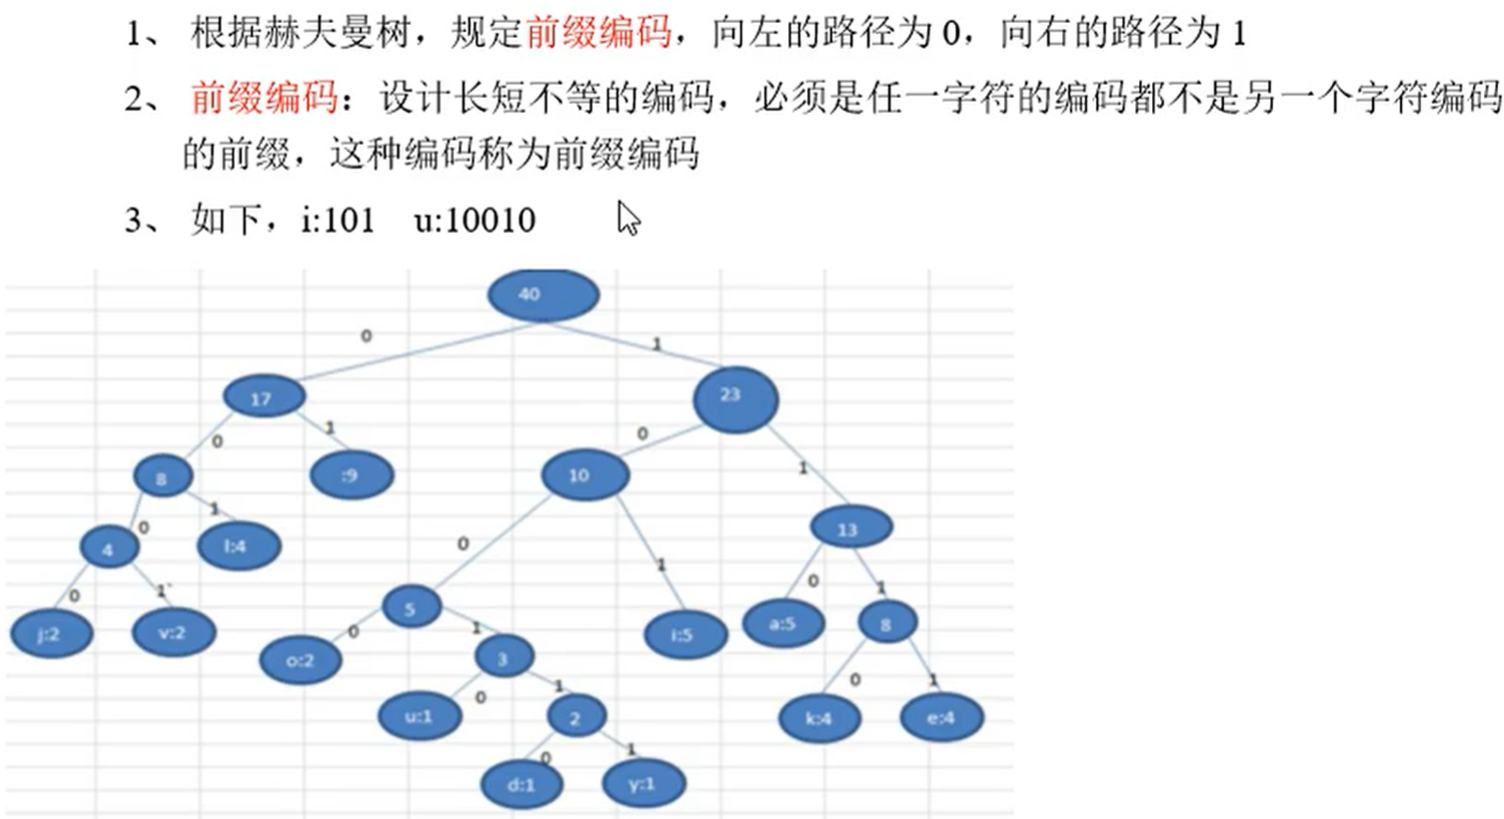 1、 根据赫夫曼树，规定前缀编码，向左的路径为 0，向右的路径为 1
2、 前缀编码：设计长短不等的编码，必须是任一字符的编码都不是另一个字符编码
的前缀，这种编码称为前缀编码
3、 如下，i:101 u:10010
40
0 1
17 23
0 1 0 1
8 :9 10 13
0 1 0 1 0 1
4 l:4 5 i:5 a:5 8
0 1` 0 1 0 1
j:2 v:2 o:2 3 k:4 e:4
0 1
u:1 2
0 1
d:1 y:1